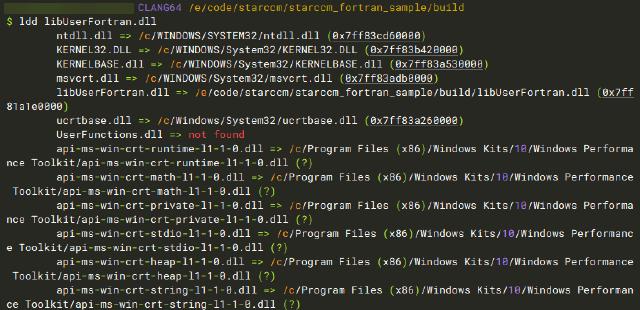 CLANG64 /e/code/starccm/starccm_fortran_sample/build
$ ldd libUserFortran.dll
ntdll.dll => /c/WINDOWS/SYSTEM32/ntdll.dll (0x7ff83cd60000)
KERNEL32.DLL => /c/WINDOWS/System32/KERNEL32.DLL (0x7ff83b420000)
KERNELBASE.dll => /c/WINDOWS/System32/KERNELBASE.dll (0x7ff83a530000)
msvcrt.dll => /c/WINDOWS/System32/msvcrt.dll (0x7ff83adb0000)
libUserFortran.dll => /e/code/starccm/starccm_fortran_sample/build/libUserFortran.dll (0x7ff
81a1e0000)
ucrtbase.dll => /c/Windows/System32/ucrtbase.dll (0x7ff83a260000)
UserFunctions.dll => not found
api-ms-win-crt-runtime-l1-1-0.dll => /c/Program Files (x86)/Windows Kits/10/Windows Performa
nce Toolkit/api-ms-win-crt-runtime-l1-1-0.dll (?)
api-ms-win-crt-math-l1-1-0.dll => /c/Program Files (x86)/Windows Kits/10/Windows Performance
Toolkit/api-ms-win-crt-math-l1-1-0.dll (?)
api-ms-win-crt-private-l1-1-0.dll => /c/Program Files (x86)/Windows Kits/10/Windows Performa
nce Toolkit/api-ms-win-crt-private-l1-1-0.dll (?)
api-ms-win-crt-stdio-l1-1-0.dll => /c/Program Files (x86)/Windows Kits/10/Windows Performanc
e Toolkit/api-ms-win-crt-stdio-l1-1-0.dll (?)
api-ms-win-crt-heap-l1-1-0.dll => /c/Program Files (x86)/Windows Kits/10/Windows Performance
Toolkit/api-ms-win-crt-heap-l1-1-0.dll (?)
api-ms-win-crt-string-l1-1-0.dll => /c/Program Files (x86)/Windows Kits/10/Windows Performan
ce Toolkit/api-ms-win-crt-string-l1-1-0.dll (?)